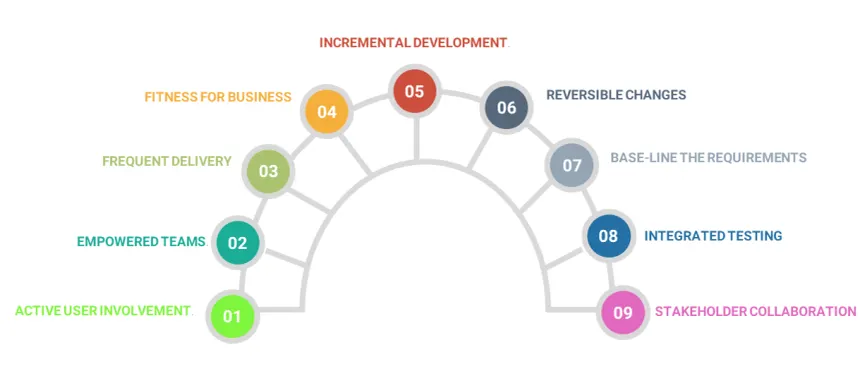 01
ACTIVE USER INVOLVEMENT.
02
EMPOWERED TEAMS.
03
FREQUENT DELIVERY
04
FITNESS FOR BUSINESS
05
INCREMENTAL DEVELOPMENT.
06
REVERSIBLE CHANGES
07
BASE-LINE THE REQUIREMENTS
08
INTEGRATED TESTING
09
STAKEHOLDER COLLABORATION